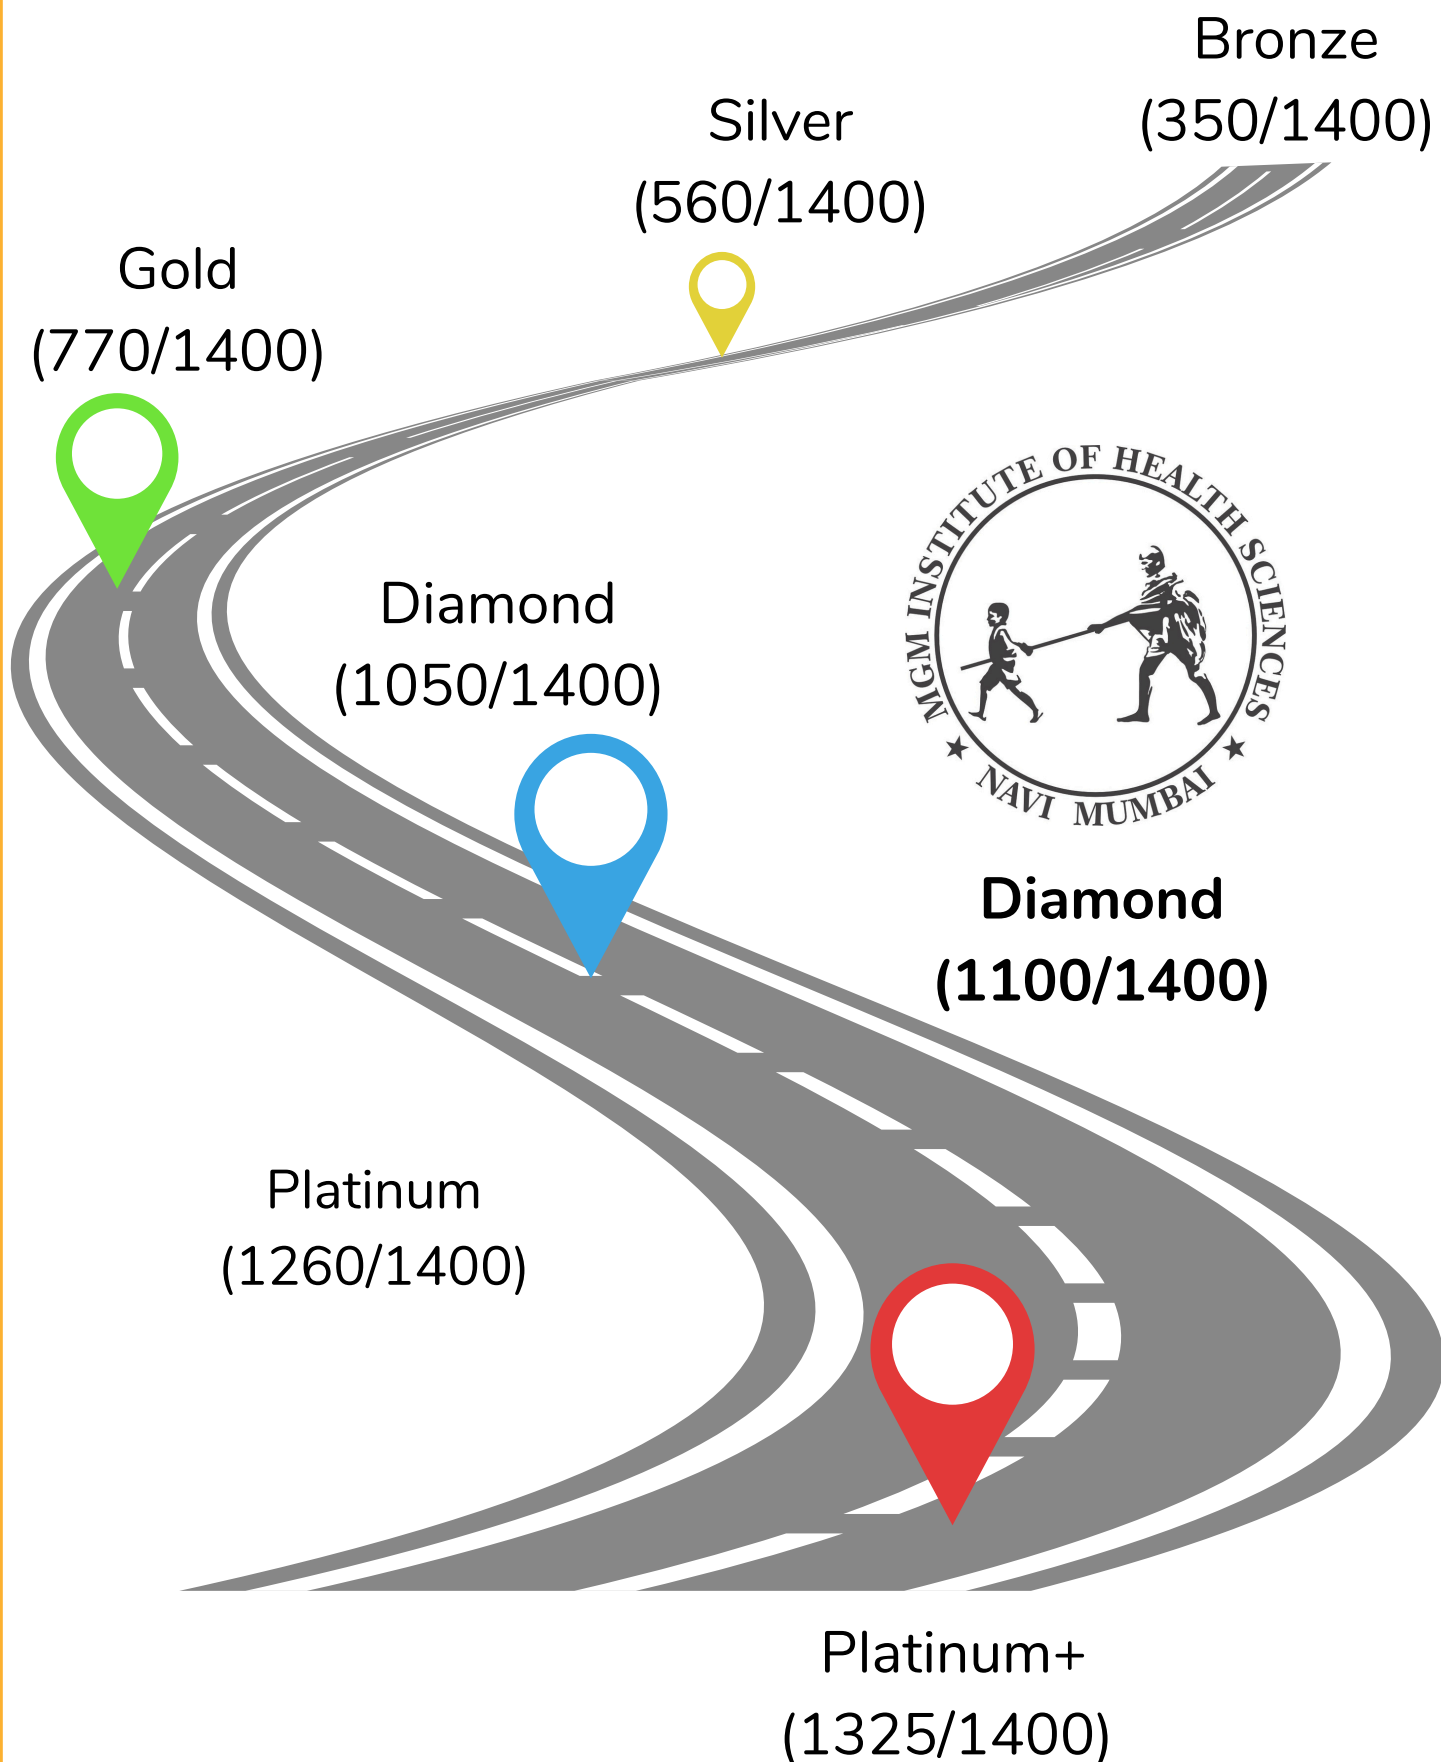 Bronze
(350/1400)
Silver
(560/1400)
Gold
(770/1400)
MGM INSTITUTE OF HEALTH SCIENCES
★ NAVI MUMBAI ★
Diamond
(1050/1400)
Diamond
(1100/1400)
Platinum
(1260/1400)
Platinum+
(1325/1400)